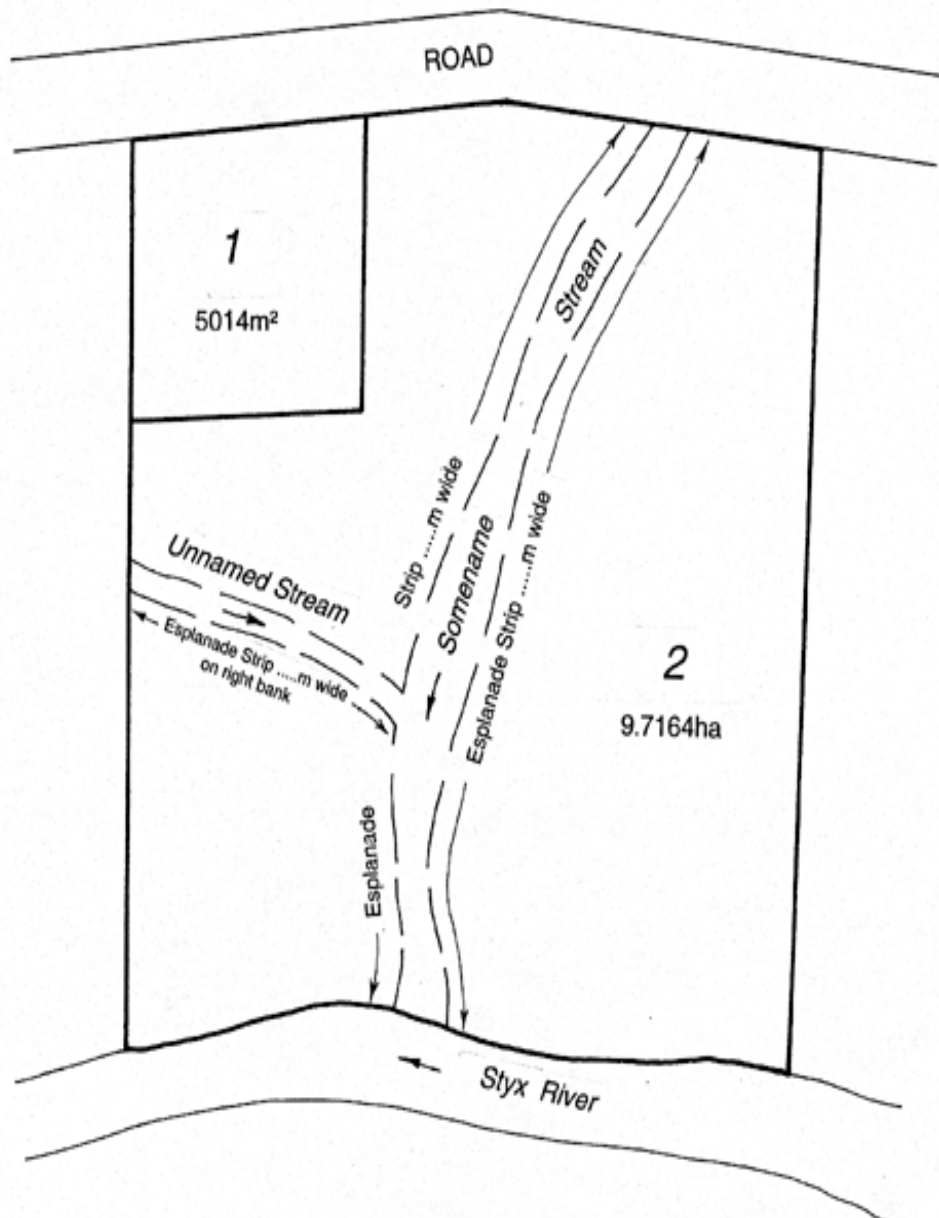 ROAD
1
5014m²
Stream
Strip ......m wide
Somename
Esplanade Strip ......m wide
Unnamed Stream
Esplanade Strip .....m wide
on right bank
2
9.7164ha
Esplanade
Styx River